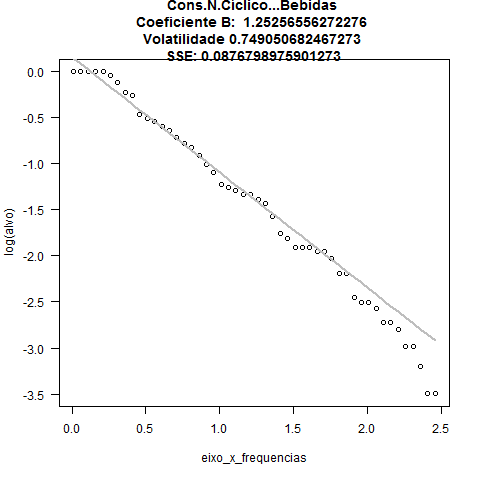 Cons.N.Ciclico...Bebidas
Coeficiente B:  1.25256556272276
Volatilidade 0.749050682467273
SSE: 0.0876798975901273
log(alvo)
0.0
-0.5
-1.0
-1.5
-2.0
-2.5
-3.0
-3.5
0.0 0.5 1.0 1.5 2.0 2.5
eixo_x_frequencias